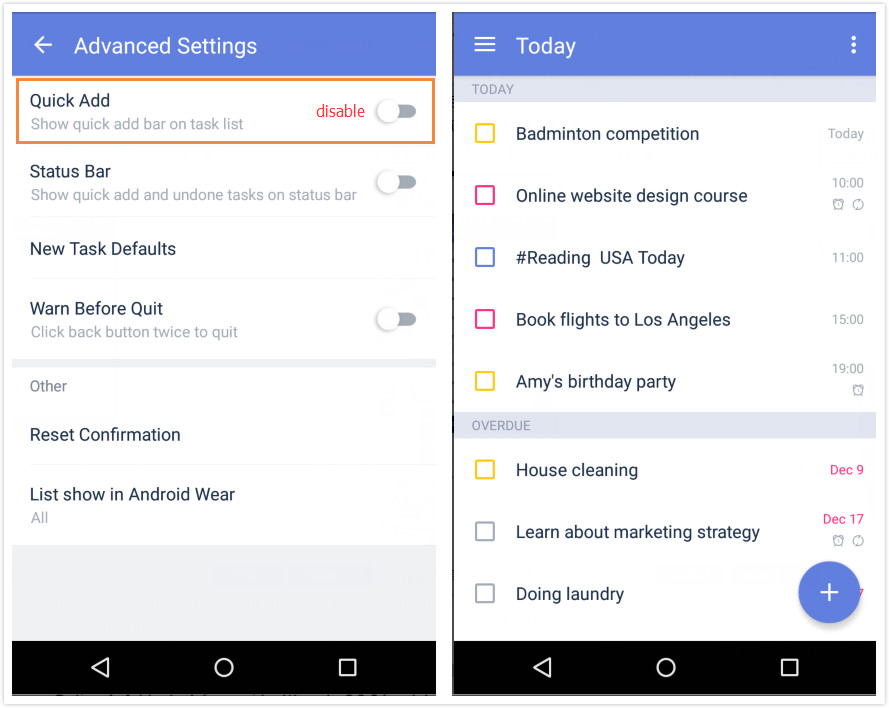 Advanced Settings
Quick Add
Show quick add bar on task list
disable
Status Bar
Show quick add and undone tasks on status bar
New Task Defaults
Warn Before Quit
Click back button twice to quit
Other
Reset Confirmation
List show in Android Wear
All
Today
TODAY
Badminton competition
Today
Online website design course
10:00
#Reading  USA Today
11:00
Book flights to Los Angeles
15:00
Amy's birthday party
19:00
OVERDUE
House cleaning
Dec 9
Learn about marketing strategy
Dec 17
Doing laundry